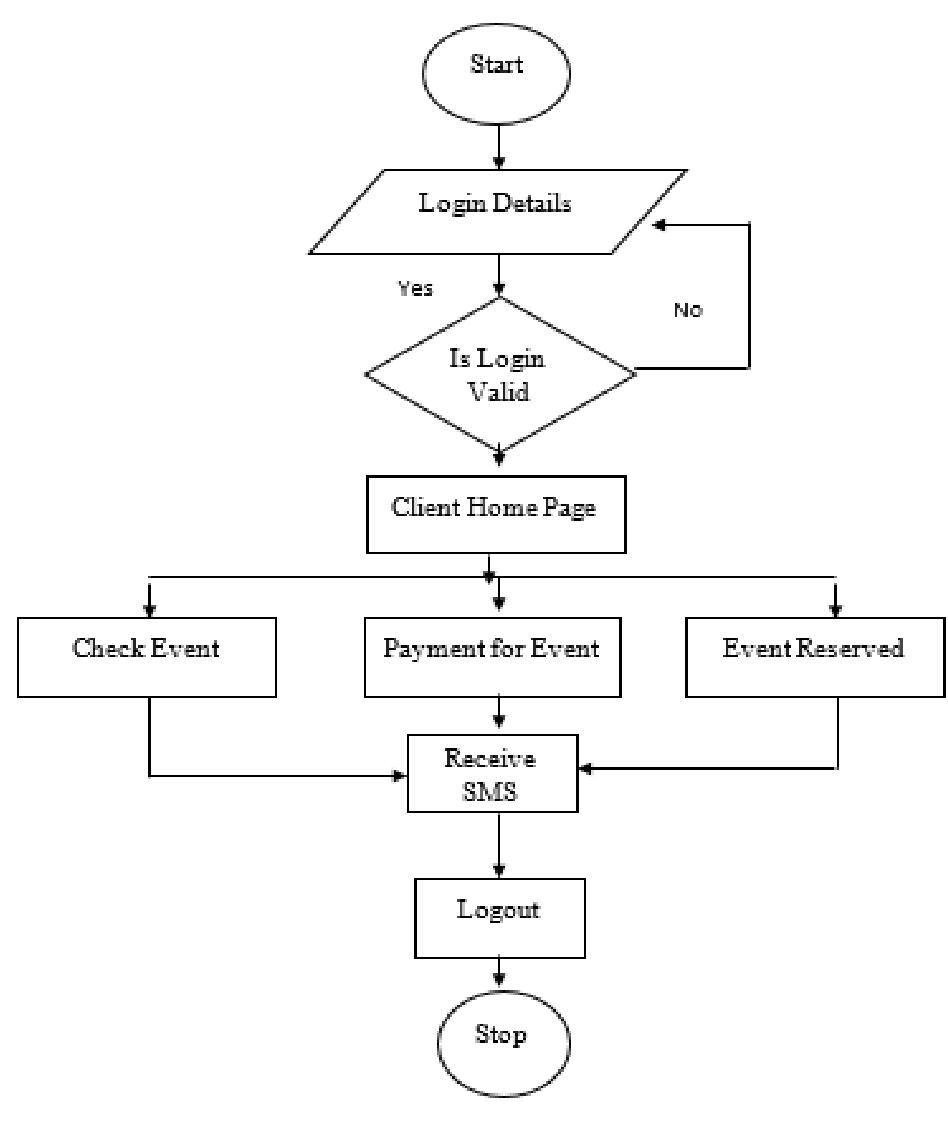 Start
Login Details
Yes
No
Is Login
Valid
Client Home Page
Check Event
Payment for Event
Event Reserved
Receive
SMS
Logout
Stop